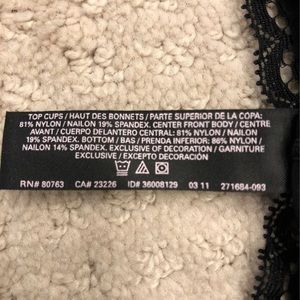 TOP CUPS / HAUT DES BONNETS / PARTE SUPERIOR DE LA COPA:
81% NYLON / NAILON 19% SPANDEX. CENTER FRONT BODY / CENTRE
AVANT / CUERPO DELANTERO CENTRAL: 81% NYLON / NAILON
19% SPANDEX. BOTTOM / BAS / PRENDA INFERIOR: 86% NYLON /
NAILON 14% SPANDEX. EXCLUSIVE OF DECORATION / GARNITURE
EXCLUSIVE / EXCEPTO DECORACIÓN
RN# 80763 CA# 23226 ID# 36008129 03 11 271684-093